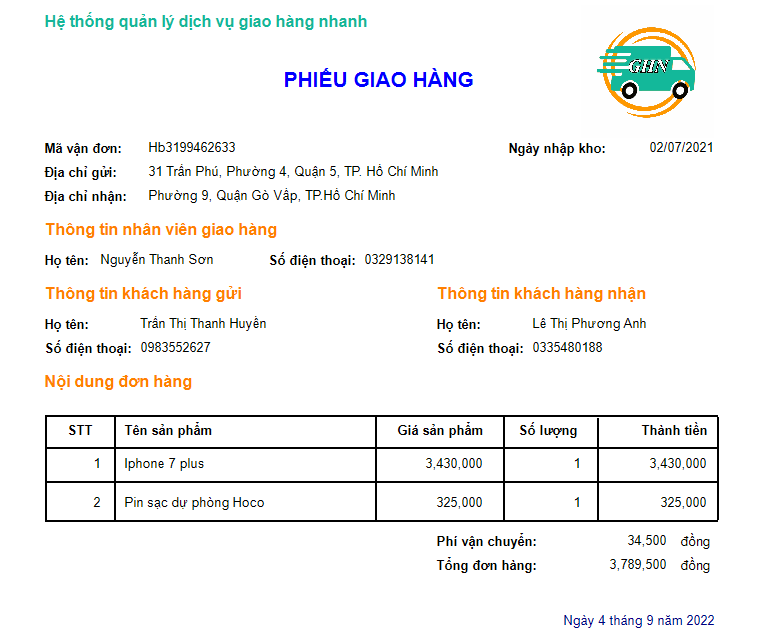 Hệ thống quản lý dịch vụ giao hàng nhanh
GHN
PHIẾU GIAO HÀNG
Mã vận đơn: Hb3199462633 Ngày nhập kho: 02/07/2021
Địa chỉ gửi: 31 Trần Phú, Phường 4, Quận 5, TP. Hồ Chí Minh
Địa chỉ nhận: Phường 9, Quận Gò Vấp, TP.Hồ Chí Minh
Thông tin nhân viên giao hàng
Họ tên: Nguyễn Thanh Sơn Số điện thoại: 0329138141
Thông tin khách hàng gửi Thông tin khách hàng nhận
Họ tên: Trần Thị Thanh Huyền Họ tên: Lê Thị Phương Anh
Số điện thoại: 0983552627 Số điện thoại: 0335480188
Nội dung đơn hàng
STT Tên sản phẩm Giá sản phẩm Số lượng Thành tiền
1 Iphone 7 plus 3,430,000 1 3,430,000
2 Pin sạc dự phòng Hoco 325,000 1 325,000
Phí vận chuyển: 34,500 đồng
Tổng đơn hàng: 3,789,500 đồng
Ngày 4 tháng 9 năm 2022